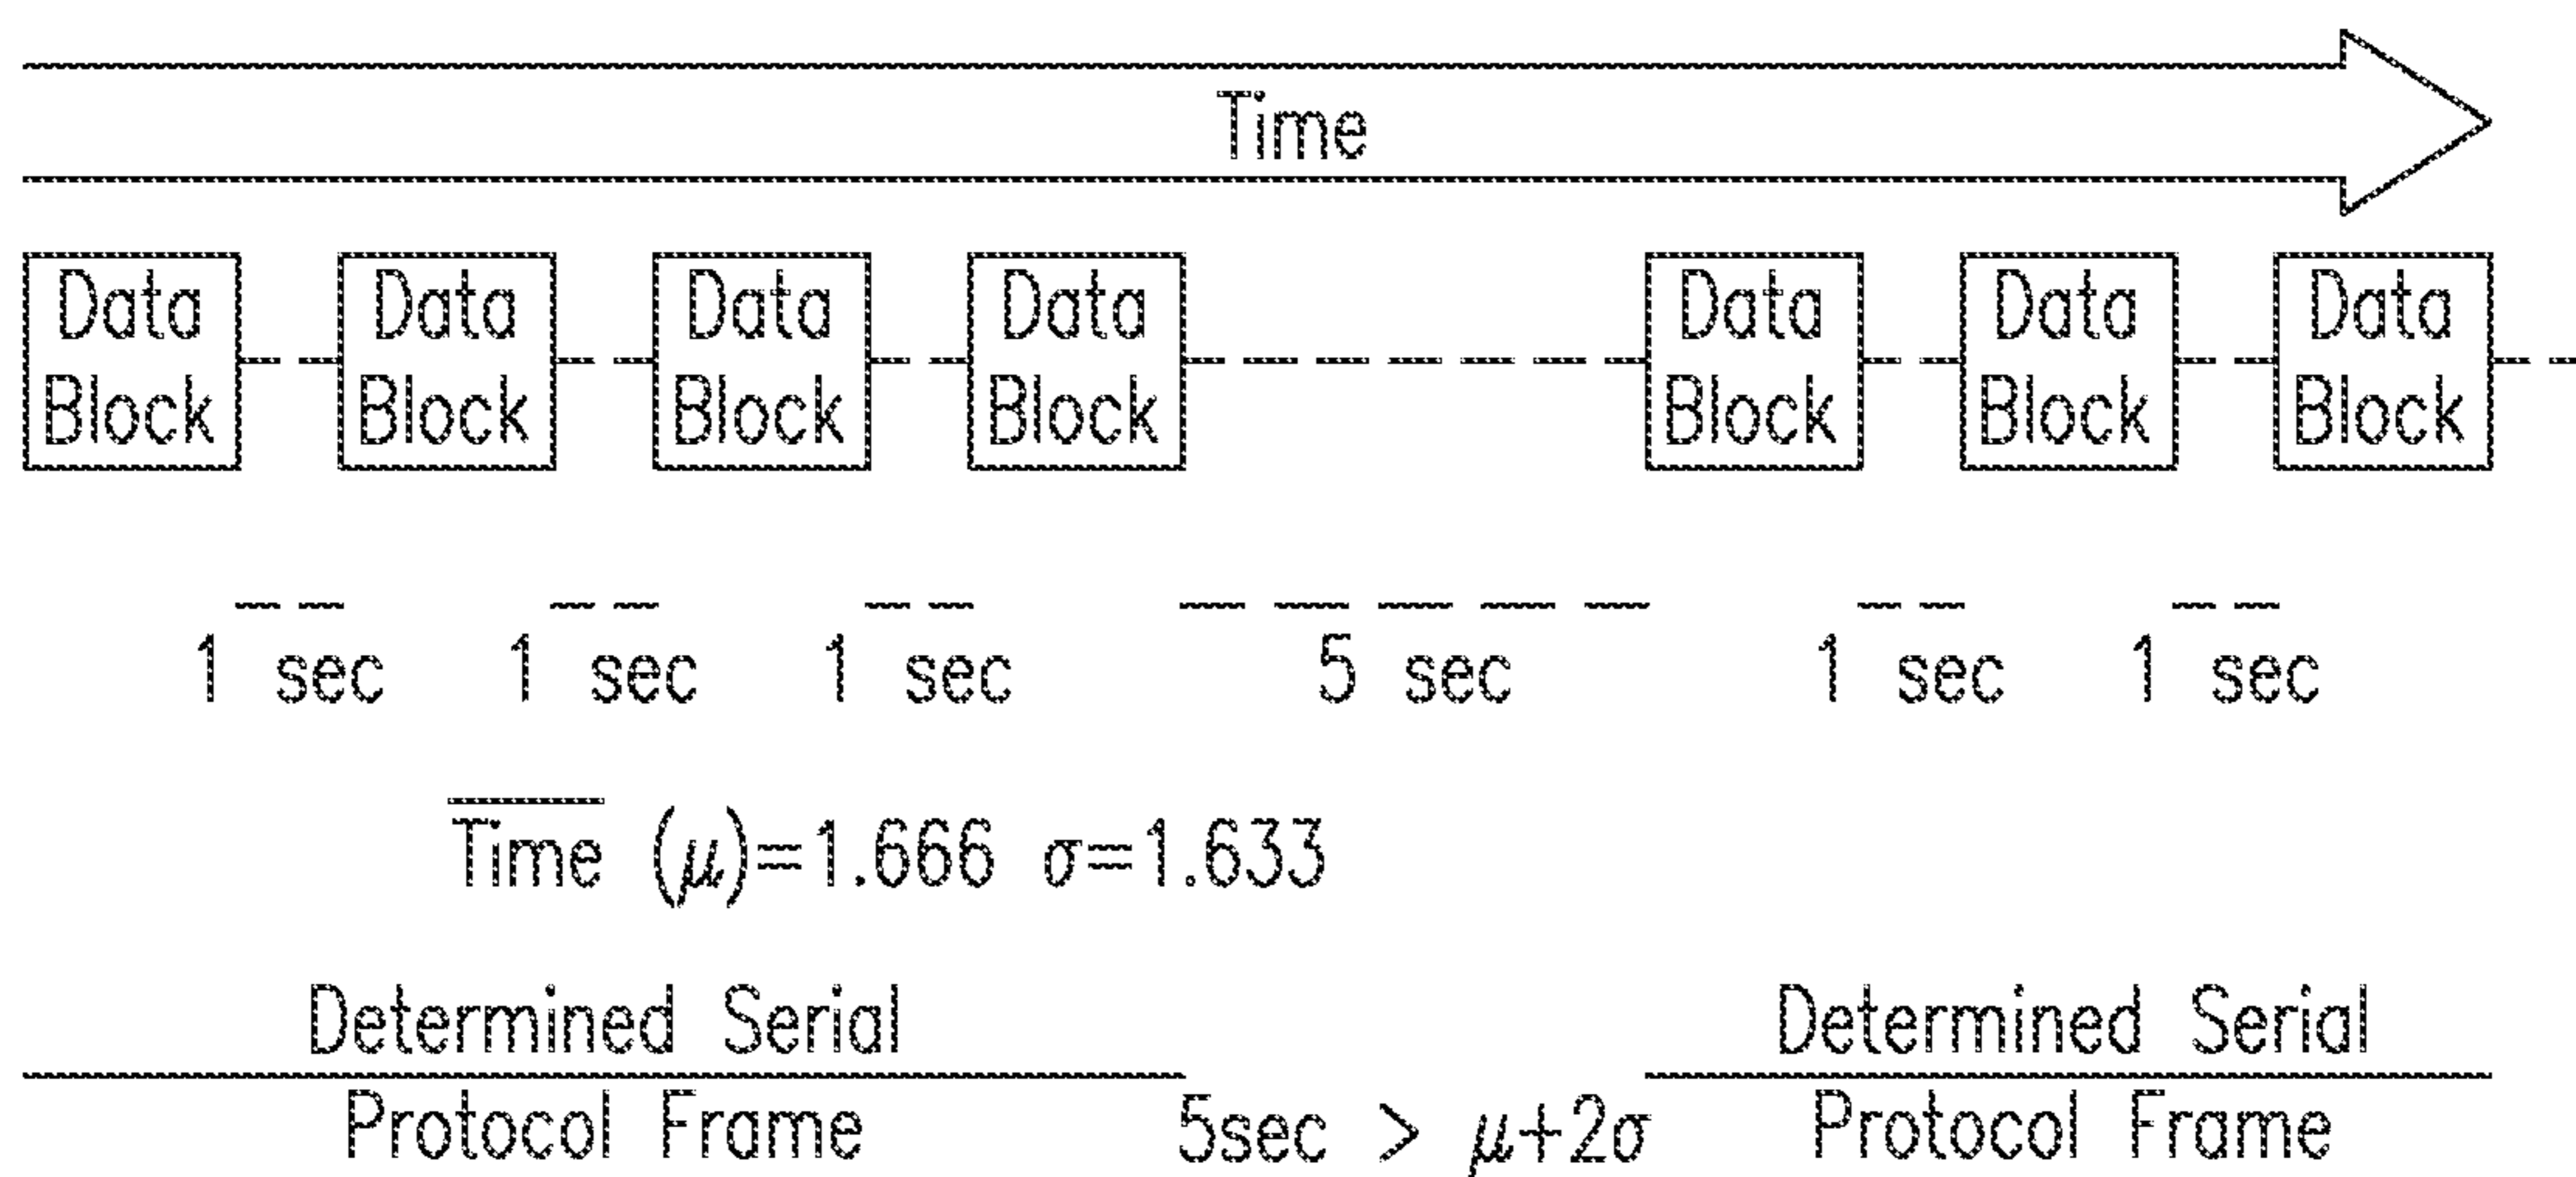 Time
Data Data Data Data Data Data Data
Block Block Block Block Block Block Block
1 sec 1 sec 1 sec 5 sec 1 sec 1 sec
Time (μ)=1.666 σ=1.633
Determined Serial Determined Serial
Protocol Frame 5sec > μ+2σ Protocol Frame